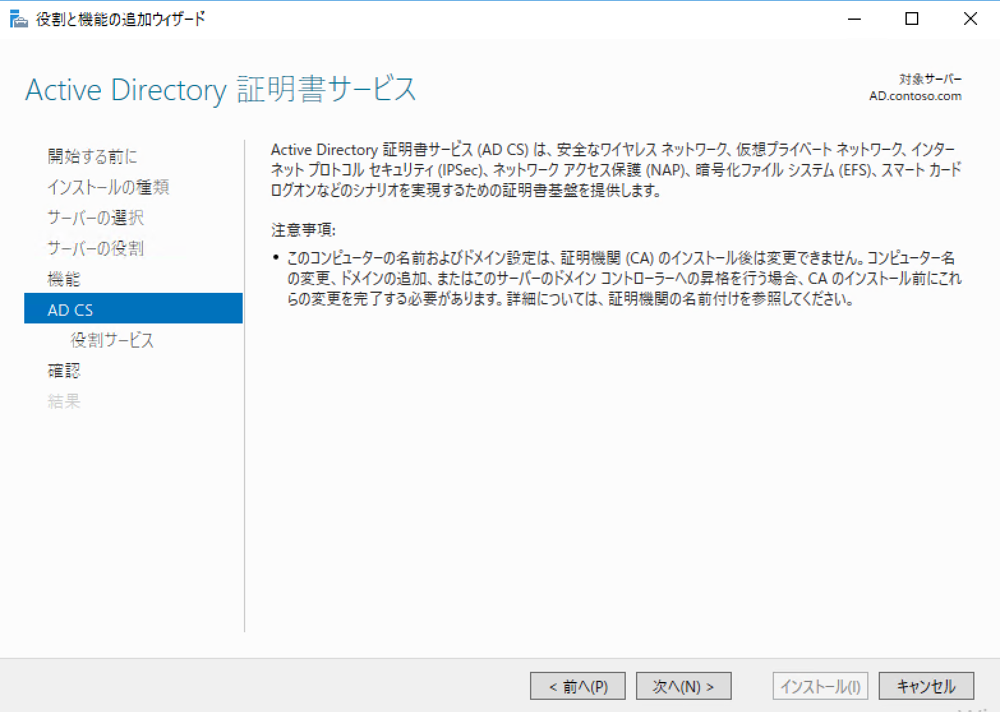 役割と機能の追加ウィザード
Active Directory 証明書サービス
対象サーバー
AD.contoso.com
開始する前に
インストールの種類
サーバーの選択
サーバーの役割
機能
AD CS
役割サービス
確認
結果
Active Directory 証明書サービス (AD CS) は、安全なワイヤレス ネットワーク、仮想プライベート ネットワーク、インター
ネット プロトコル セキュリティ (IPSec)、ネットワーク アクセス保護 (NAP)、暗号化ファイル システム (EFS)、スマート カード
ログオンなどのシナリオを実現するための証明書基盤を提供します。
注意事項:
• このコンピューターの名前およびドメイン設定は、証明機関 (CA) のインストール後は変更できません。コンピューター名
の変更、ドメインの追加、またはこのサーバーのドメイン コントローラーへの昇格を行う場合、CA のインストール前にこれ
らの変更を完了する必要があります。詳細については、証明機関の名前付けを参照してください。
< 前へ(P)
次へ(N) >
インストール(I)
キャンセル